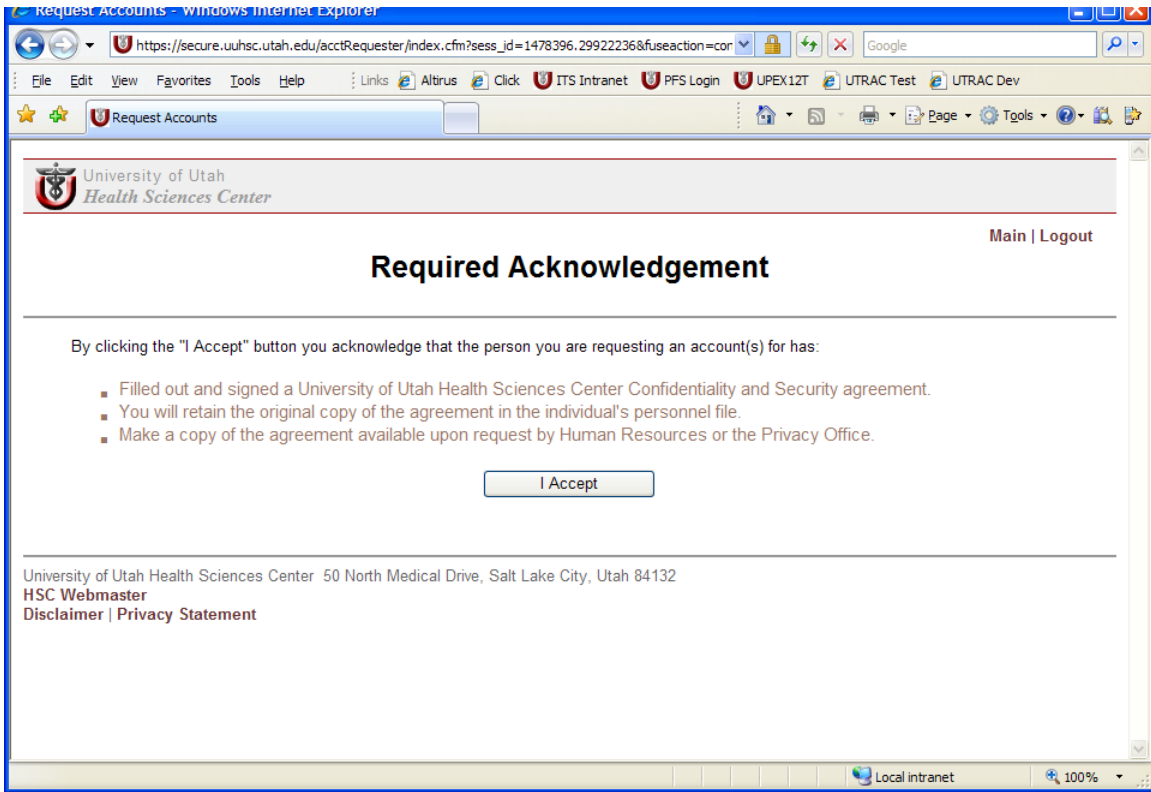 Request Accounts - Windows Internet Explorer
https://secure.uuhsc.utah.edu/acctRequester/index.cfm?sess_id=1478396.29922236&fuseaction=cor
Google
File Edit View Favorites Tools Help Links Altirus Click ITS Intranet PFS Login UPEX12T UTRAC Test UTRAC Dev
Request Accounts
Page Tools
University of Utah
Health Sciences Center
Main | Logout
Required Acknowledgement
By clicking the "I Accept" button you acknowledge that the person you are requesting an account(s) for has:
Filled out and signed a University of Utah Health Sciences Center Confidentiality and Security agreement.
You will retain the original copy of the agreement in the individual's personnel file.
Make a copy of the agreement available upon request by Human Resources or the Privacy Office.
I Accept
University of Utah Health Sciences Center 50 North Medical Drive, Salt Lake City, Utah 84132
HSC Webmaster
Disclaimer | Privacy Statement
Local intranet 100%